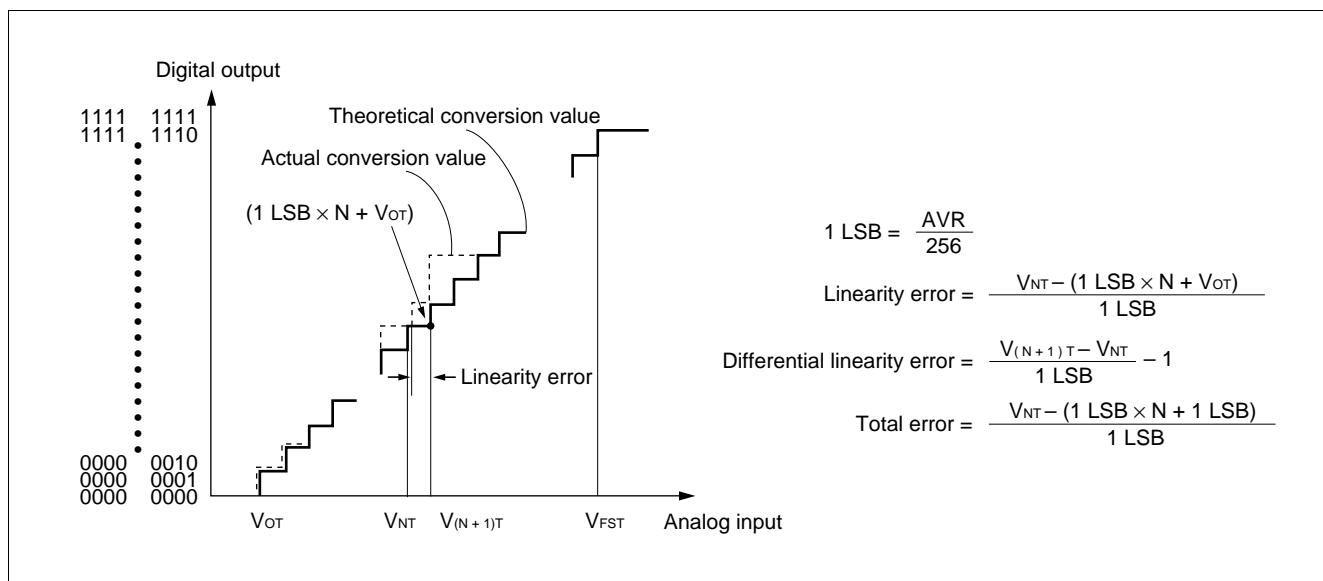 Digital output
1111 1111
1111 1110
Theoretical conversion value
Actual conversion value
(1 LSB × N + VOT)
Linearity error
0000 0010
0000 0001
0000 0000
VOT VNT V(N + 1)T VFST Analog input
1 LSB = AVR / 256
Linearity error = VNT – (1 LSB × N + VOT) / 1 LSB
Differential linearity error = V(N + 1)T – VNT / 1 LSB – 1
Total error = VNT – (1 LSB × N + 1 LSB) / 1 LSB